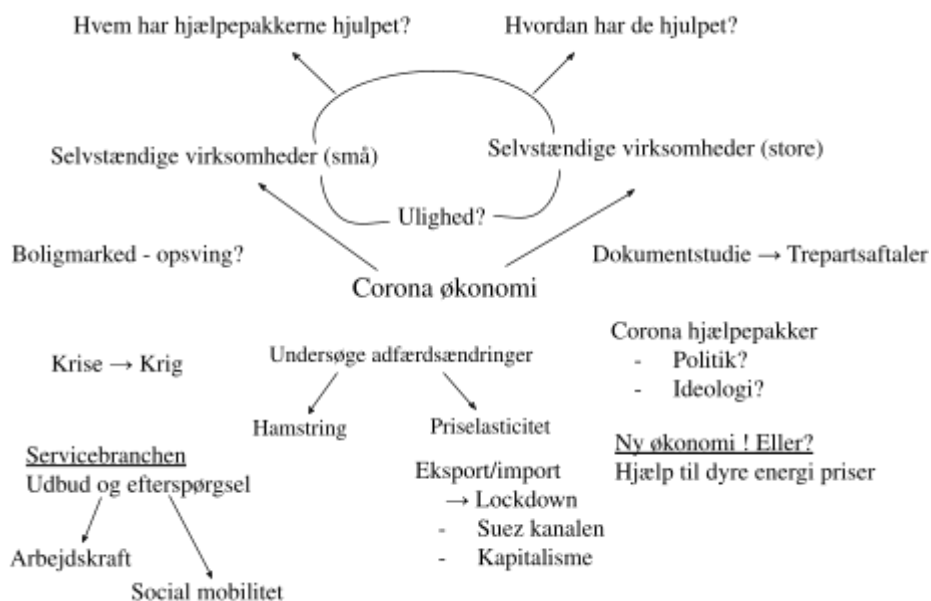 Hvem har hjælpepakkerne hjulpet?
Hvordan har de hjulpet?
Selvstændige virksomheder (små)
Selvstændige virksomheder (store)
Ulighed?
Boligmarked - opsving?
Dokumentstudie → Trepartsaftaler
Corona økonomi
Krise → Krig
Undersøge adfærdsændringer
Hamstring
Priselasticitet
Corona hjælpepakker
- Politik?
- Ideologi?
Servicebranchen
Udbud og efterspørgsel
Arbejdskraft
Social mobilitet
Eksport/import
→ Lockdown
- Suez kanalen
- Kapitalisme
Ny økonomi ! Eller?
Hjælp til dyre energi priser